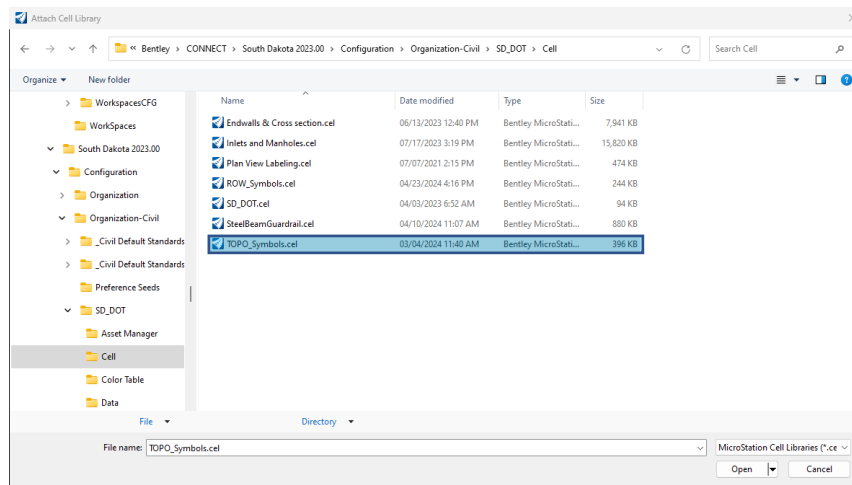 Attach Cell Library
« Bentley > CONNECT > South Dakota 2023.00 > Configuration > Organization-Civil > SD_DOT > Cell
Search Cell
Organize New folder
WorkspacesCFG
WorkSpaces
South Dakota 2023.00
Configuration
Organization
Organization-Civil
_Civil Default Standards
_Civil Default Standards
Preference Seeds
SD_DOT
Asset Manager
Cell
Color Table
Data
Name Date modified Type Size
Endwalls & Cross section.cel 06/13/2023 12:40 PM Bentley MicroStati... 7,941 KB
Inlets and Manholes.cel 07/17/2023 3:19 PM Bentley MicroStati... 15,820 KB
Plan View Labeling.cel 07/07/2021 2:15 PM Bentley MicroStati... 474 KB
ROW_Symbols.cel 04/23/2024 4:16 PM Bentley MicroStati... 244 KB
SD_DOT.cel 04/03/2023 6:52 AM Bentley MicroStati... 94 KB
SteelBeamGuardrail.cel 04/10/2024 11:07 AM Bentley MicroStati... 880 KB
TOPO_Symbols.cel 03/04/2024 11:40 AM Bentley MicroStati... 396 KB
File Directory
File name: TOPO_Symbols.cel MicroStation Cell Libraries (*.ce
Open Cancel